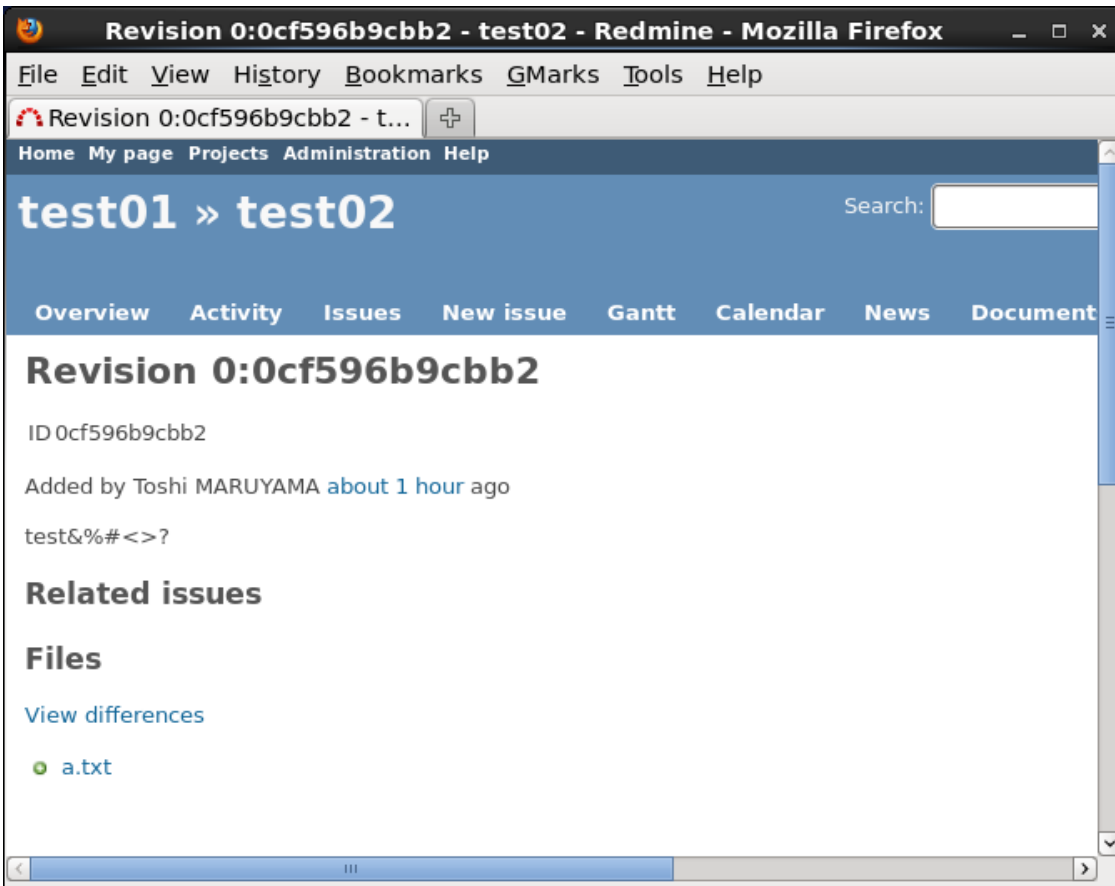 Revision 0:0cf596b9cbb2 - test02 - Redmine - Mozilla Firefox
File Edit View History Bookmarks GMarks Tools Help
Revision 0:0cf596b9cbb2 - t...
Home My page Projects Administration Help
test01 » test02
Search:
Overview Activity Issues New issue Gantt Calendar News Document
Revision 0:0cf596b9cbb2
ID 0cf596b9cbb2
Added by Toshi MARUYAMA about 1 hour ago
test&%#<>?
Related issues
Files
View differences
a.txt